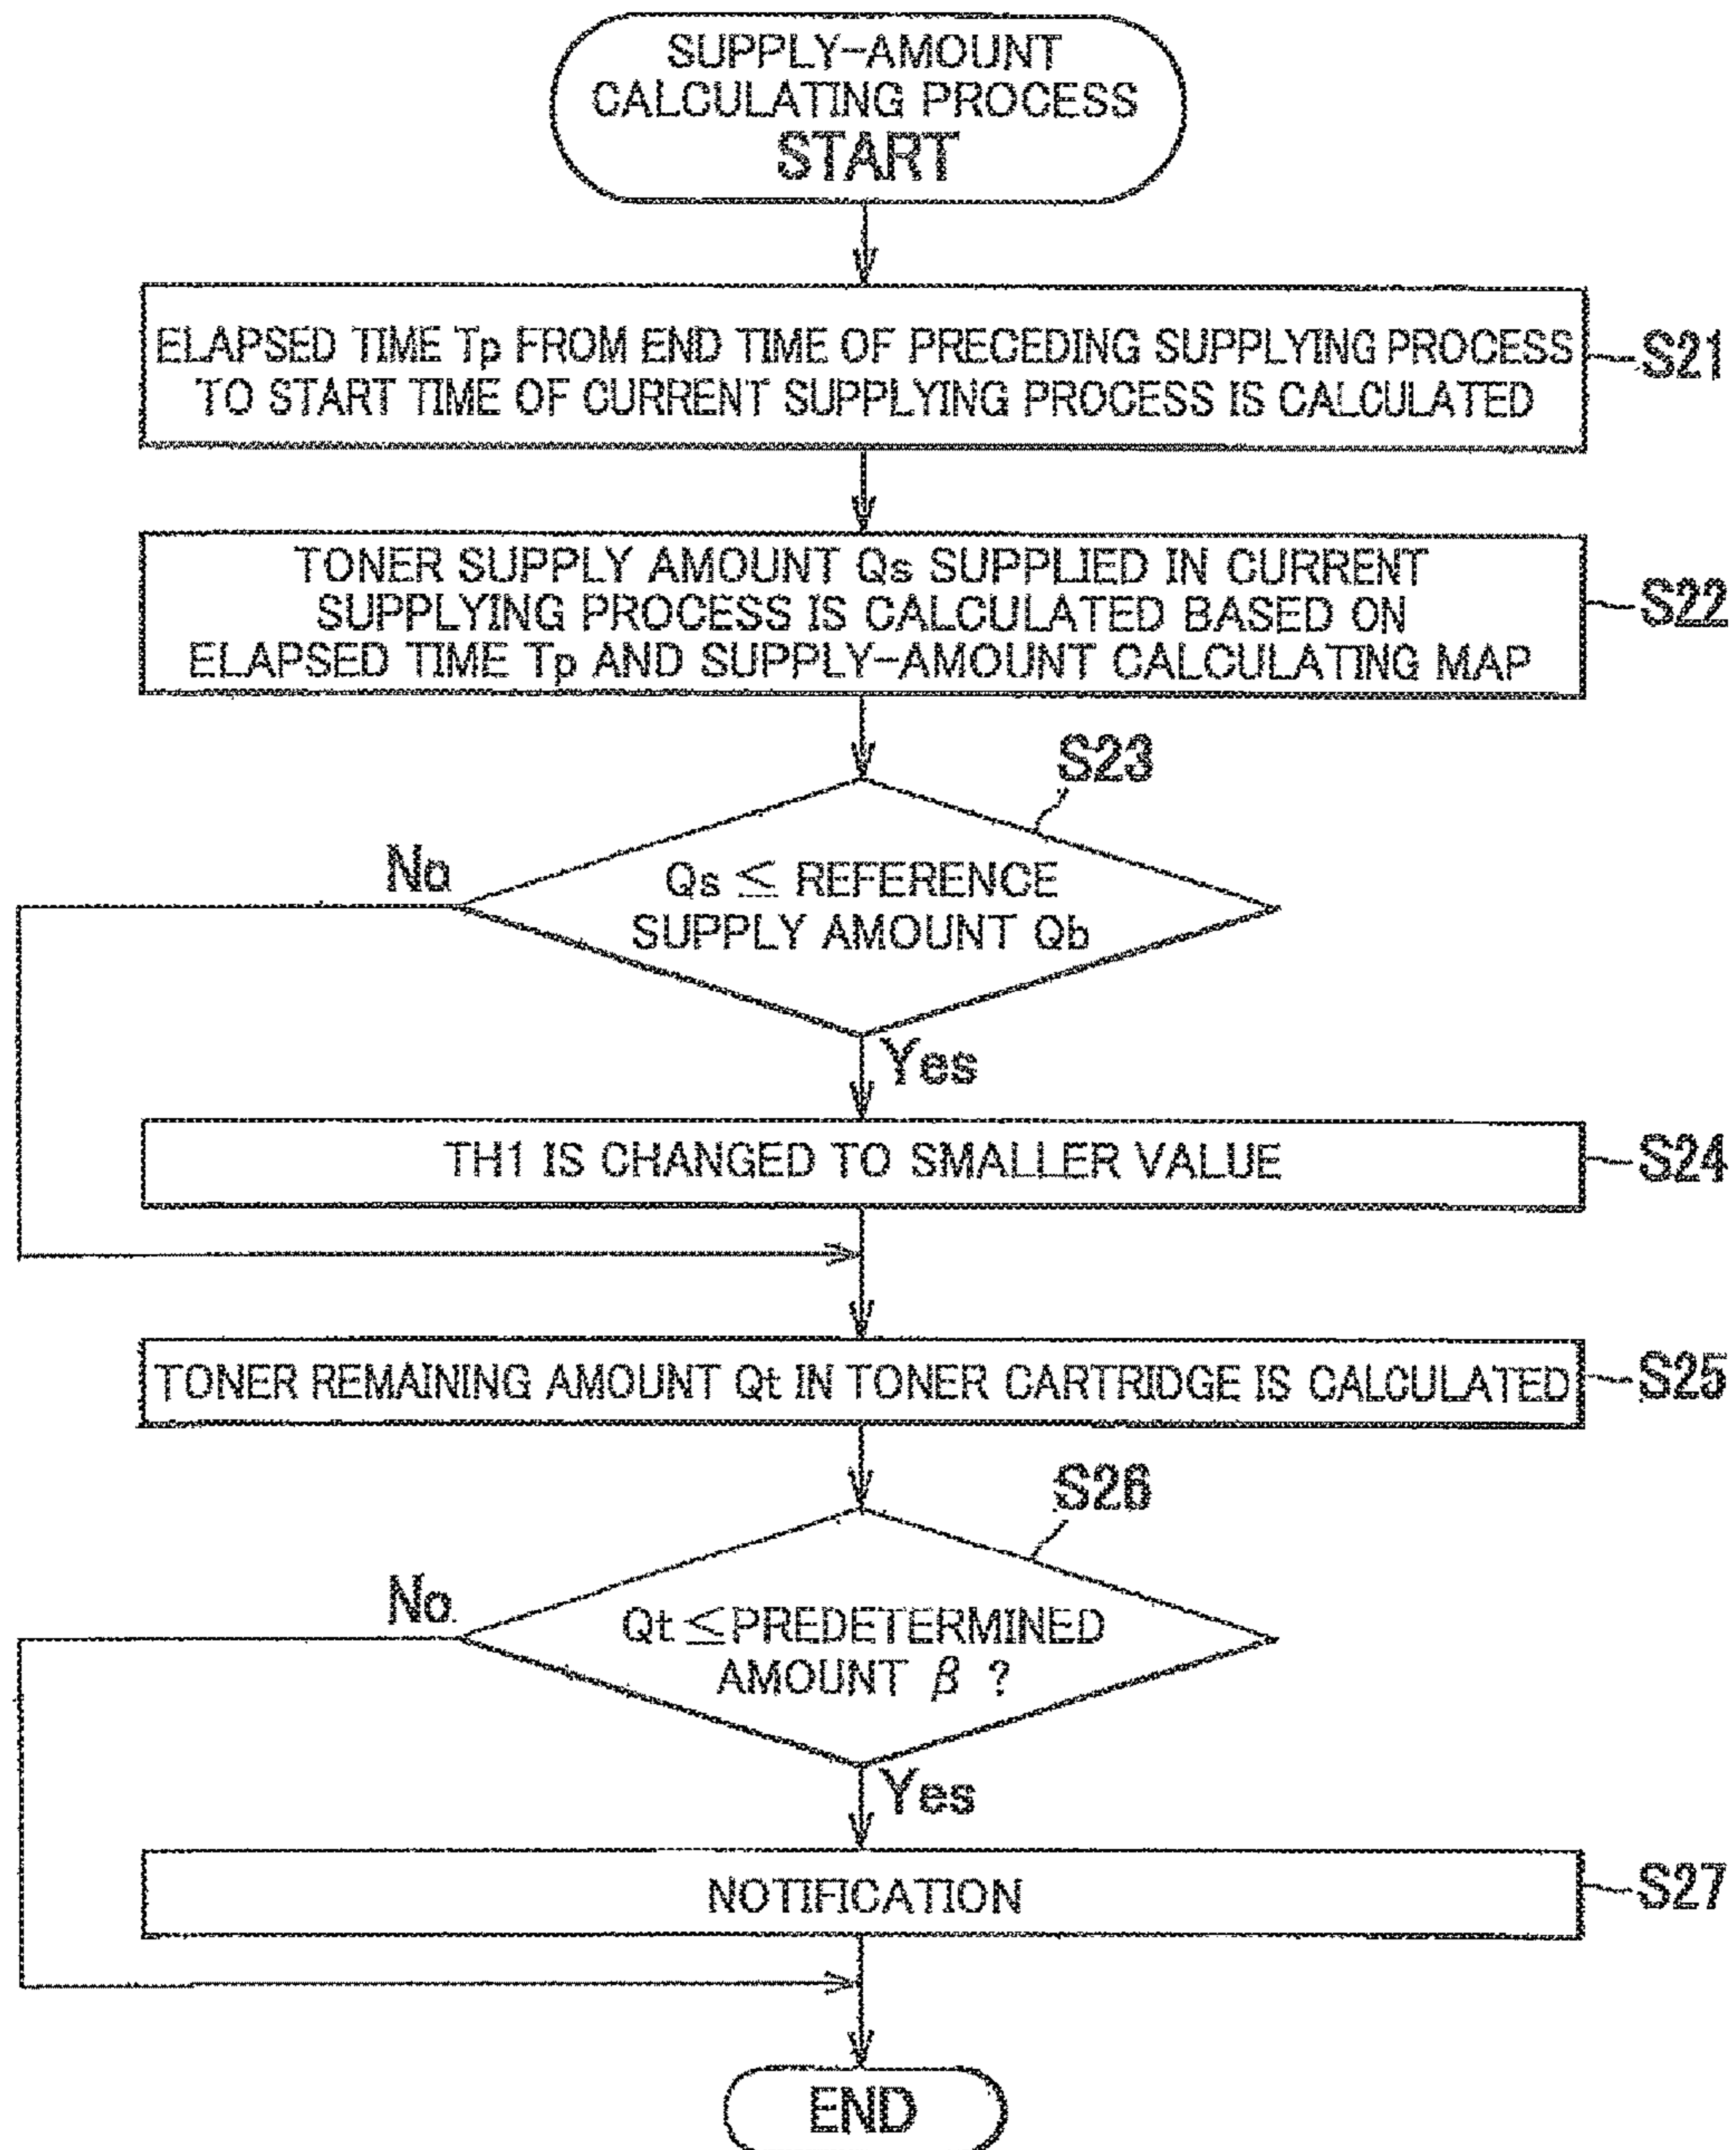 SUPPLY-AMOUNT
CALCULATING PROCESS
START
ELAPSED TIME Tp FROM END TIME OF PRECEDING SUPPLYING PROCESS
TO START TIME OF CURRENT SUPPLYING PROCESS IS CALCULATED
S21
TONER SUPPLY AMOUNT Qs SUPPLIED IN CURRENT
SUPPLYING PROCESS IS CALCULATED BASED ON
ELAPSED TIME Tp AND SUPPLY-AMOUNT CALCULATING MAP
S22
S23
No
Qs ≦ REFERENCE
SUPPLY AMOUNT Qb
Yes
TH1 IS CHANGED TO SMALLER VALUE
S24
TONER REMAINING AMOUNT Qt IN TONER CARTRIDGE IS CALCULATED
S25
S26
No
Qt ≦PREDETERMINED
AMOUNT β ?
Yes
NOTIFICATION
S27
END